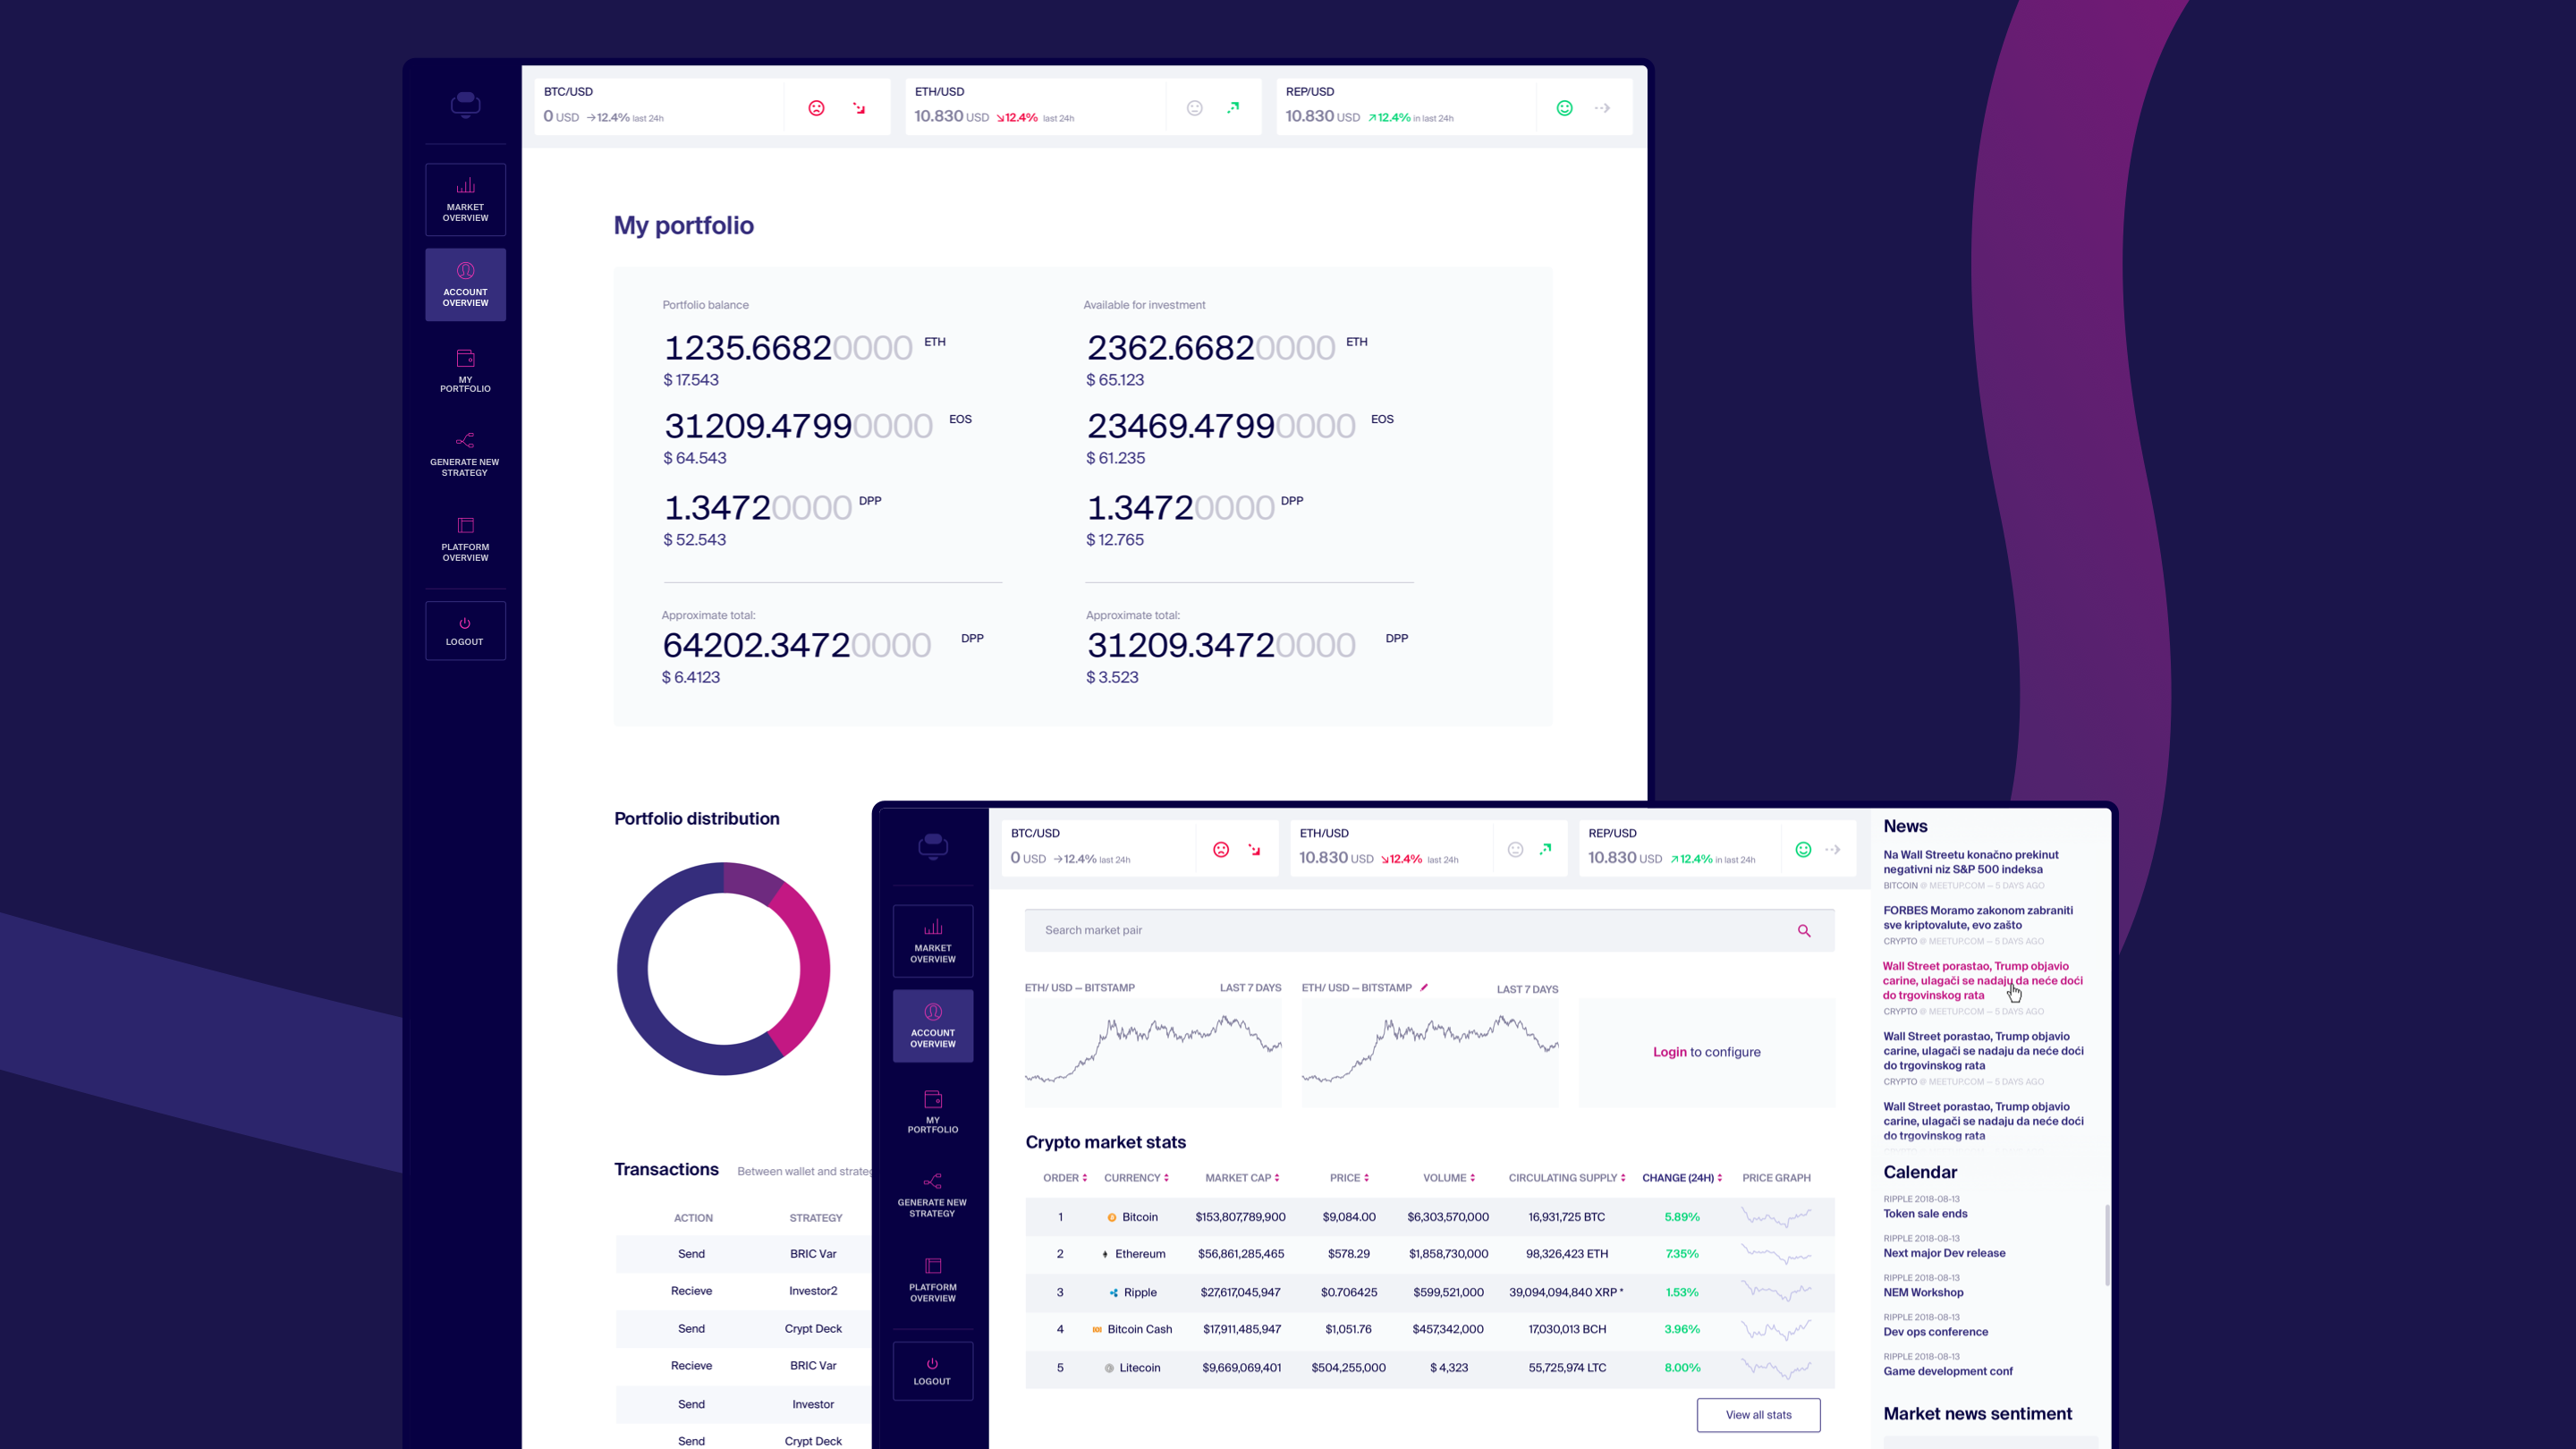 BTC/USD
0 USD →12.4% last 24h
ETH/USD
10.830 USD ↘12.4% last 24h
REP/USD
10.830 USD ↗12.4% in last 24h
MARKET
OVERVIEW
ACCOUNT
OVERVIEW
MY
PORTFOLIO
GENERATE NEW
STRATEGY
PLATFORM
OVERVIEW
LOGOUT
My portfolio
Portfolio balance
1235.66820000 ETH
$ 17.543
31209.47990000 EOS
$ 64.543
1.34720000 DPP
$ 52.543
Approximate total:
64202.34720000 DPP
$ 6.4123
Available for investment
2362.66820000 ETH
$ 65.123
23469.47990000 EOS
$ 61.235
1.34720000 DPP
$ 12.765
Approximate total:
31209.34720000 DPP
$ 3.523
Portfolio distribution
Transactions Between wallet and
ACTION STRATEGY
Send BRIC Var
Recieve Investor2
Send Crypt Deck
Recieve BRIC Var
Send Investor
Send Crypt Deck
MARKET
OVERVIEW
ACCOUNT
OVERVIEW
MY
PORTFOLIO
GENERATE NEW
STRATEGY
PLATFORM
OVERVIEW
LOGOUT
BTC/USD
0 USD →12.4% last 24h
ETH/USD
10.830 USD ↘12.4% last 24h
REP/USD
10.830 USD ↗12.4% in last 24h
Search market pair
ETH/ USD – BITSTAMP LAST 7 DAYS
ETH/ USD – BITSTAMP LAST 7 DAYS
Login to configure
Crypto market stats
ORDER CURRENCY MARKET CAP PRICE VOLUME CIRCULATING SUPPLY CHANGE (24H) PRICE GRAPH
1 Bitcoin $153,807,789,900 $9,084.00 $6,303,570,000 16,931,725 BTC 5.89%
2 Ethereum $56,861,285,465 $578.29 $1,858,730,000 98,326,423 ETH 7.35%
3 Ripple $27,617,045,947 $0.706425 $599,521,000 39,094,094,840 XRP * 1.53%
4 Bitcoin Cash $17,911,485,947 $1,051.76 $457,342,000 17,030,013 BCH 3.96%
5 Litecoin $9,669,069,401 $504,255,000 $ 4,323 55,725,974 LTC 8.00%
View all stats
News
Na Wall Streetu konačno prekinut
negativni niz S&P 500 indeksa
BITCOIN @ MEETUP.COM – 5 DAYS AGO
FORBES Moramo zakonom zabraniti
sve kriptovalute, evo zašto
CRYPTO @ MEETUP.COM – 5 DAYS AGO
Wall Street porastao, Trump objavio
carine, ulagači se nadaju da neće doći
do trgovinskog rata
CRYPTO @ MEETUP.COM – 5 DAYS AGO
Wall Street porastao, Trump objavio
carine, ulagači se nadaju da neće doći
do trgovinskog rata
CRYPTO @ MEETUP.COM – 5 DAYS AGO
Wall Street porastao, Trump objavio
carine, ulagači se nadaju da neće doći
do trgovinskog rata
Calendar
RIPPLE 2018-08-13
Token sale ends
RIPPLE 2018-08-13
Next major Dev release
RIPPLE 2018-08-13
NEM Workshop
RIPPLE 2018-08-13
Dev ops conference
RIPPLE 2018-08-13
Game development conf
Market news sentiment